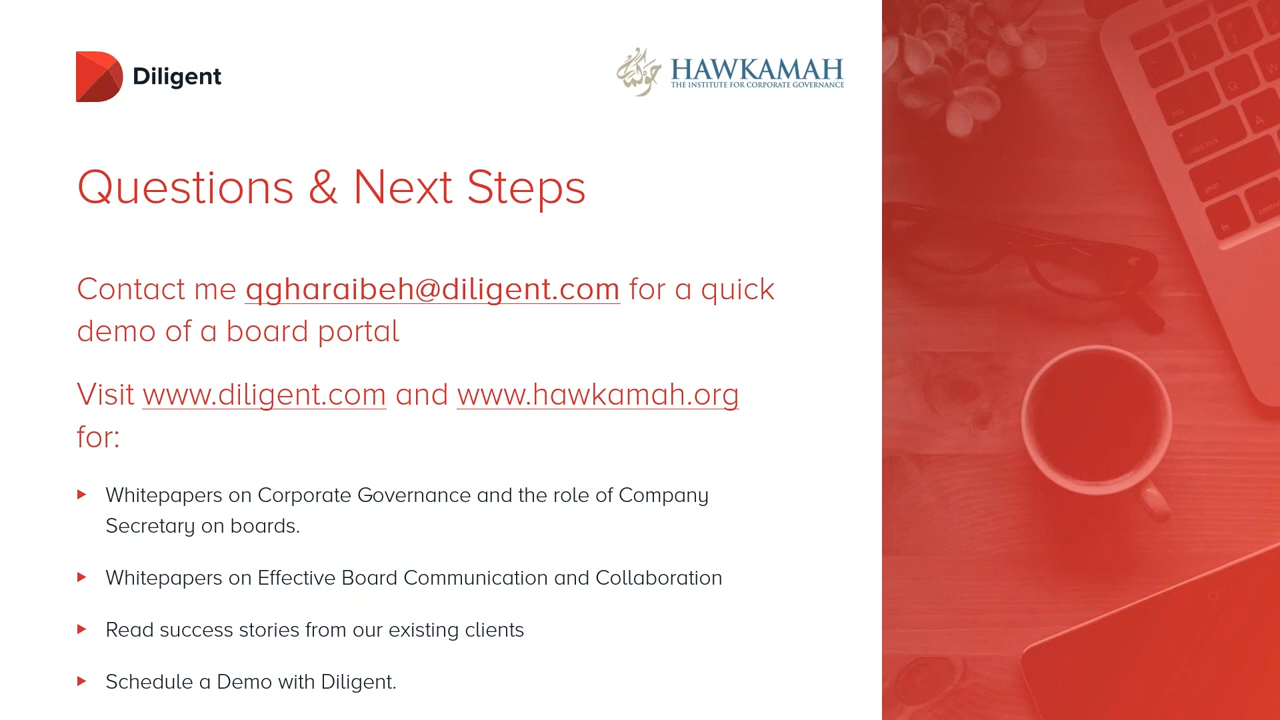 Diligent
حوكمة
HAWKAMAH
THE INSTITUTE FOR CORPORATE GOVERNANCE
Questions & Next Steps
Contact me qgharaibeh@diligent.com for a quick
demo of a board portal
Visit www.diligent.com and www.hawkamah.org
for:
Whitepapers on Corporate Governance and the role of Company
Secretary on boards.
Whitepapers on Effective Board Communication and Collaboration
Read success stories from our existing clients
Schedule a Demo with Diligent.